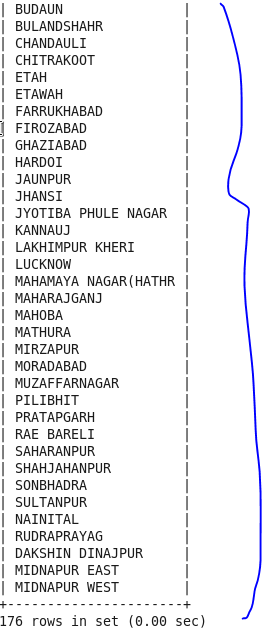 | BUDAUN |
| BULANDSHAHR |
| CHANDAULI |
| CHITRAKOOT |
| ETAH |
| ETAWAH |
| FARRUKHABAD |
| FIROZABAD |
| GHAZIABAD |
| HARDOI |
| JAUNPUR |
| JHANSI |
| JYOTIBA PHULE NAGAR |
| KANNAUJ |
| LAKHIMPUR KHERI |
| LUCKNOW |
| MAHAMAYA NAGAR(HATHR |
| MAHARAJGANJ |
| MAHOBA |
| MATHURA |
| MIRZAPUR |
| MORADABAD |
| MUZAFFARNAGAR |
| PILIBHIT |
| PRATAPGARH |
| RAE BARELI |
| SAHARANPUR |
| SHAHJAHANPUR |
| SONBHADRA |
| SULTANPUR |
| NAINITAL |
| RUDRAPRAYAG |
| DAKSHIN DINAJPUR |
| MIDNAPUR EAST |
| MIDNAPUR WEST |
+----------------------+
176 rows in set (0.00 sec)